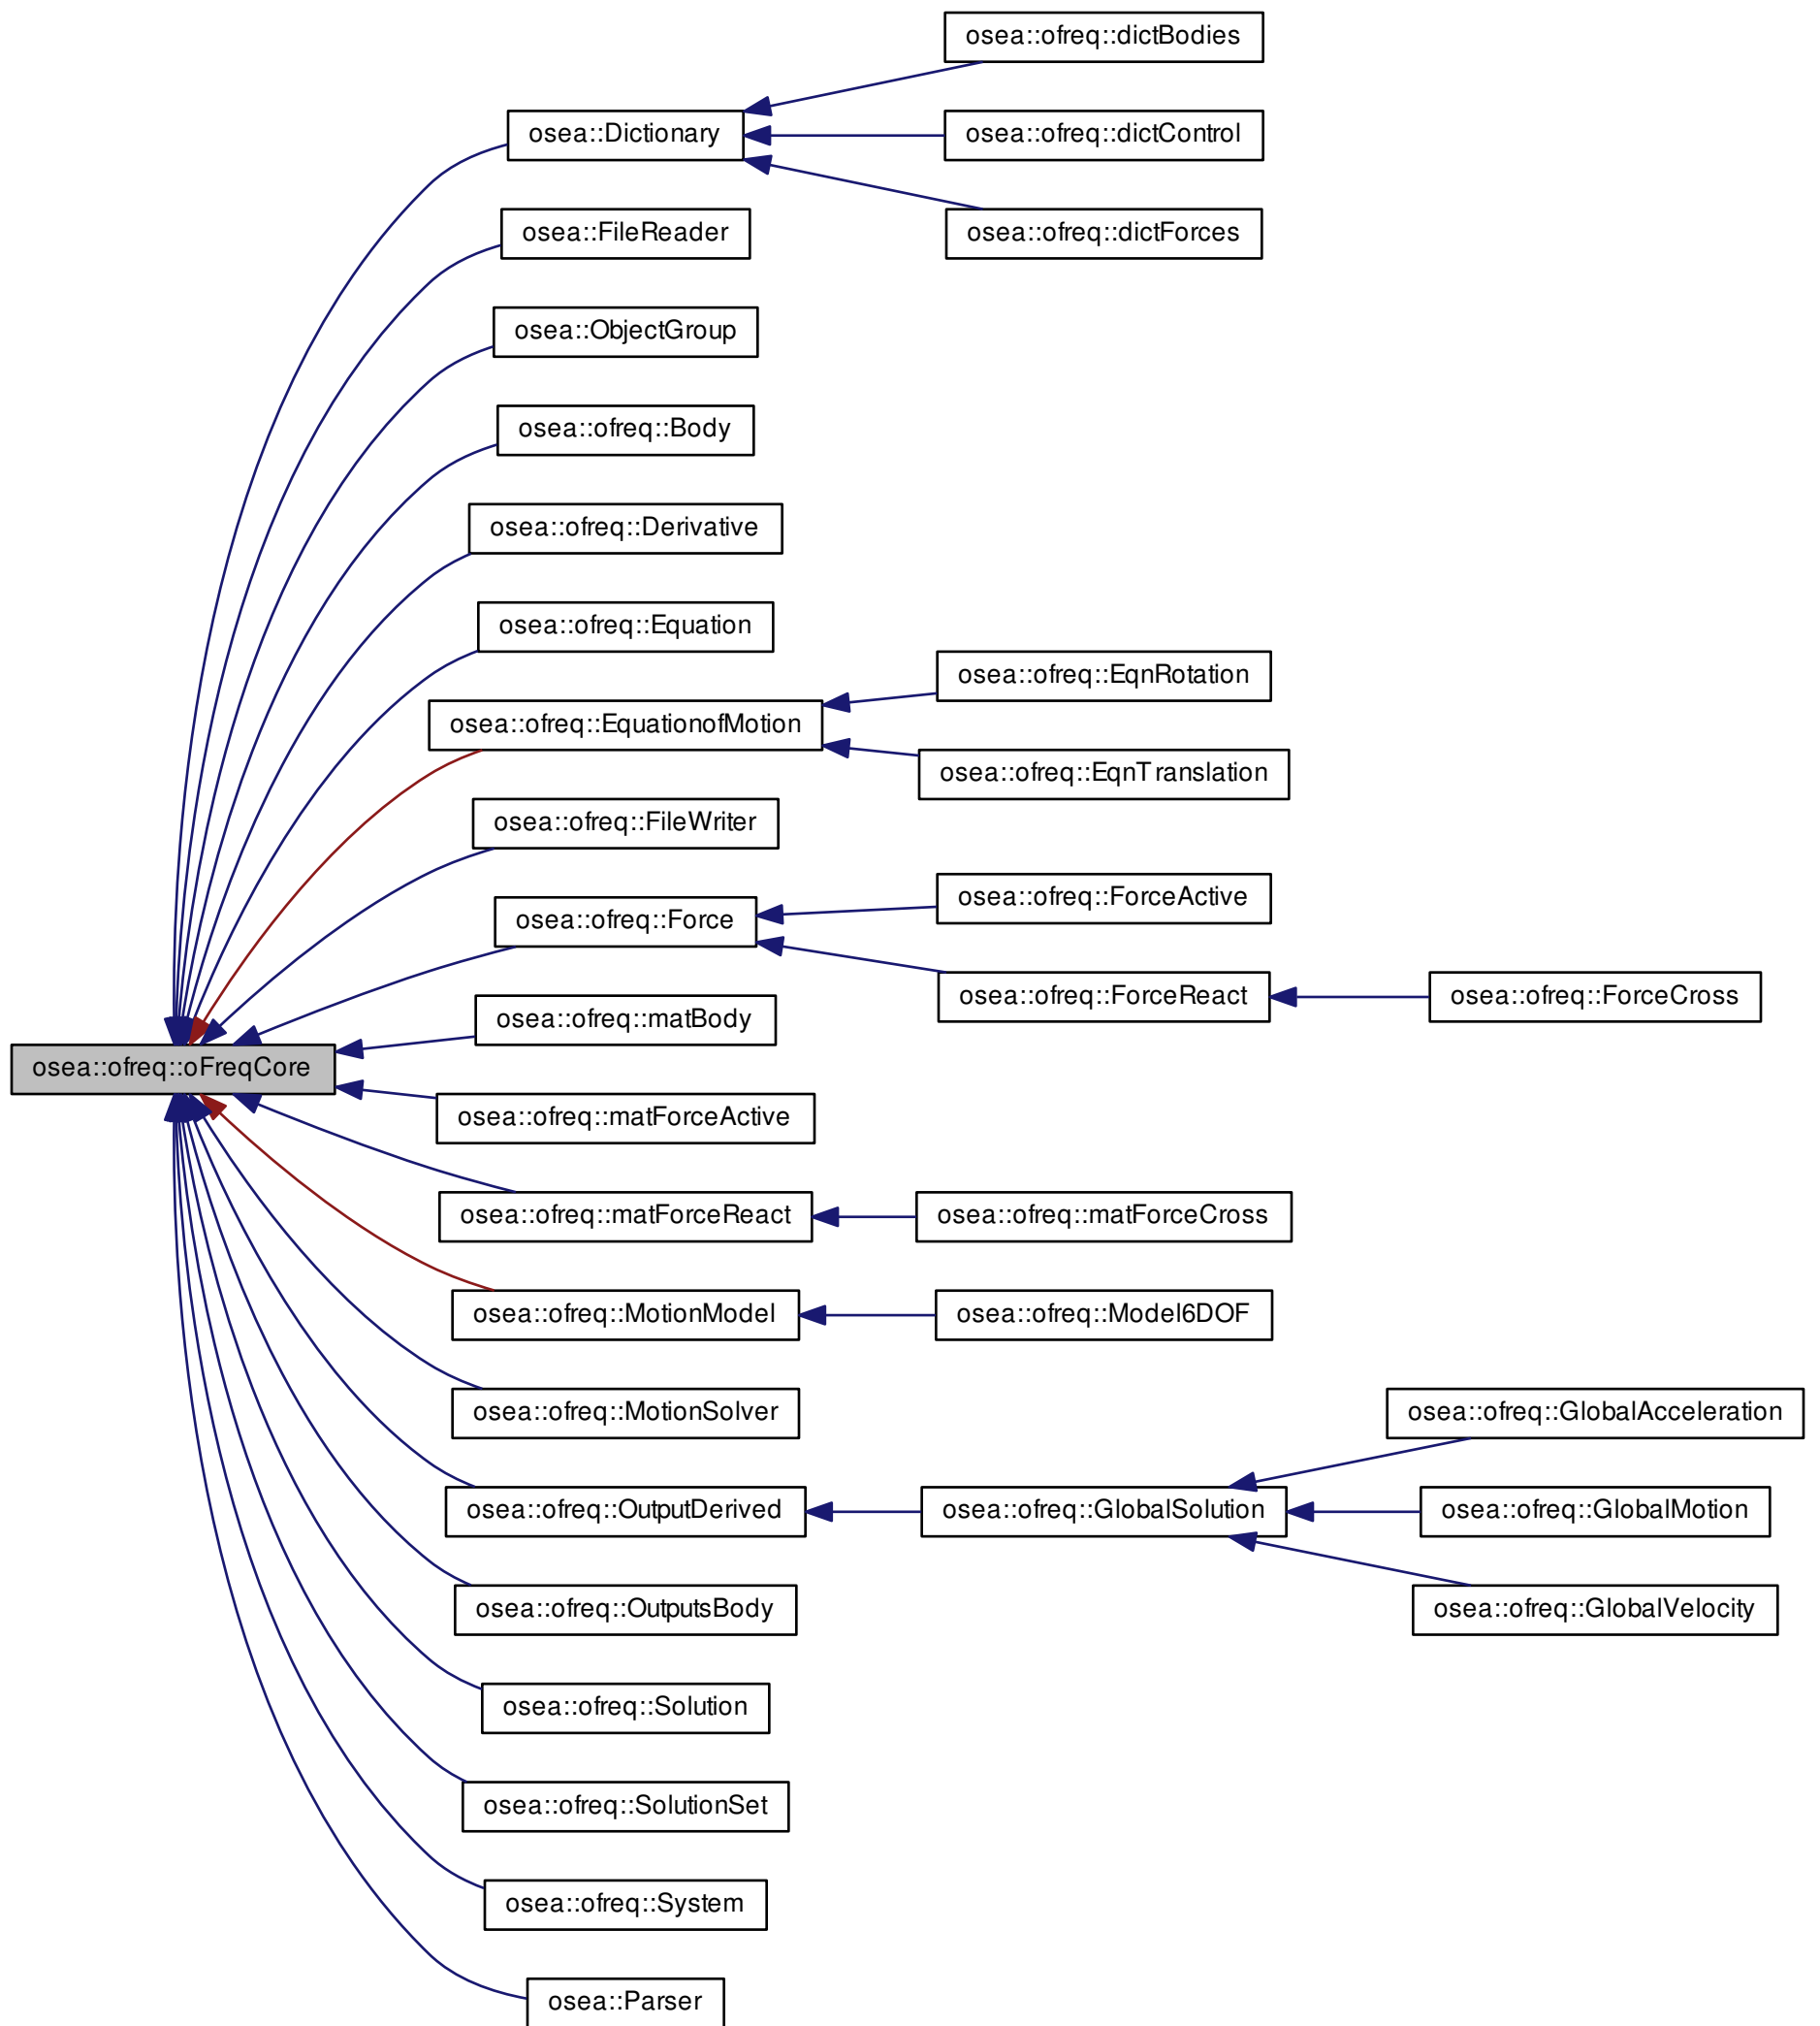 osea::ofreq::dictBodies
osea::Dictionary
osea::ofreq::dictControl
osea::FileReader
osea::ofreq::dictForces
osea::ObjectGroup
osea::ofreq::Body
osea::ofreq::Derivative
osea::ofreq::Equation
osea::ofreq::EqnRotation
osea::ofreq::EquationofMotion
osea::ofreq::EqnTranslation
osea::ofreq::FileWriter
osea::ofreq::ForceActive
osea::ofreq::Force
osea::ofreq::ForceReact
osea::ofreq::ForceCross
osea::ofreq::matBody
osea::ofreq::oFreqCore
osea::ofreq::matForceActive
osea::ofreq::matForceReact
osea::ofreq::matForceCross
osea::ofreq::MotionModel
osea::ofreq::Model6DOF
osea::ofreq::MotionSolver
osea::ofreq::GlobalAcceleration
osea::ofreq::OutputDerived
osea::ofreq::GlobalSolution
osea::ofreq::GlobalMotion
osea::ofreq::OutputsBody
osea::ofreq::GlobalVelocity
osea::ofreq::Solution
osea::ofreq::SolutionSet
osea::ofreq::System
osea::Parser